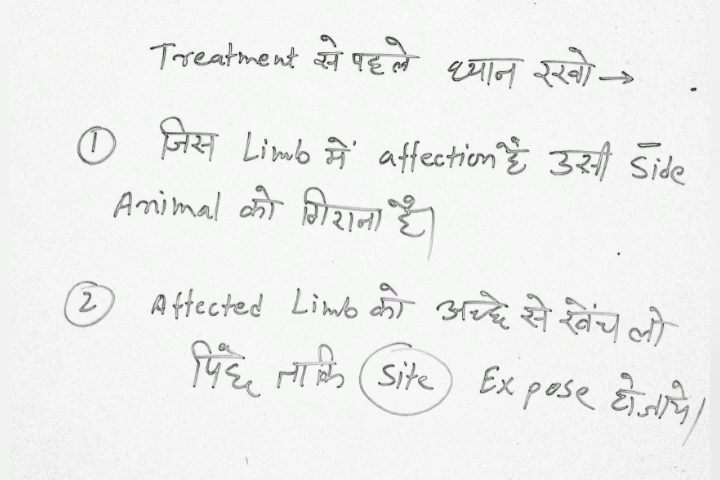 Treatment से पहले ध्यान रखो →
① जिस Limb में affection है उसी Side
Animal को गिराना है।
② Affected Limb को अच्छे से खेंच लो
पिछे ताकि Site Expose हो जाये।